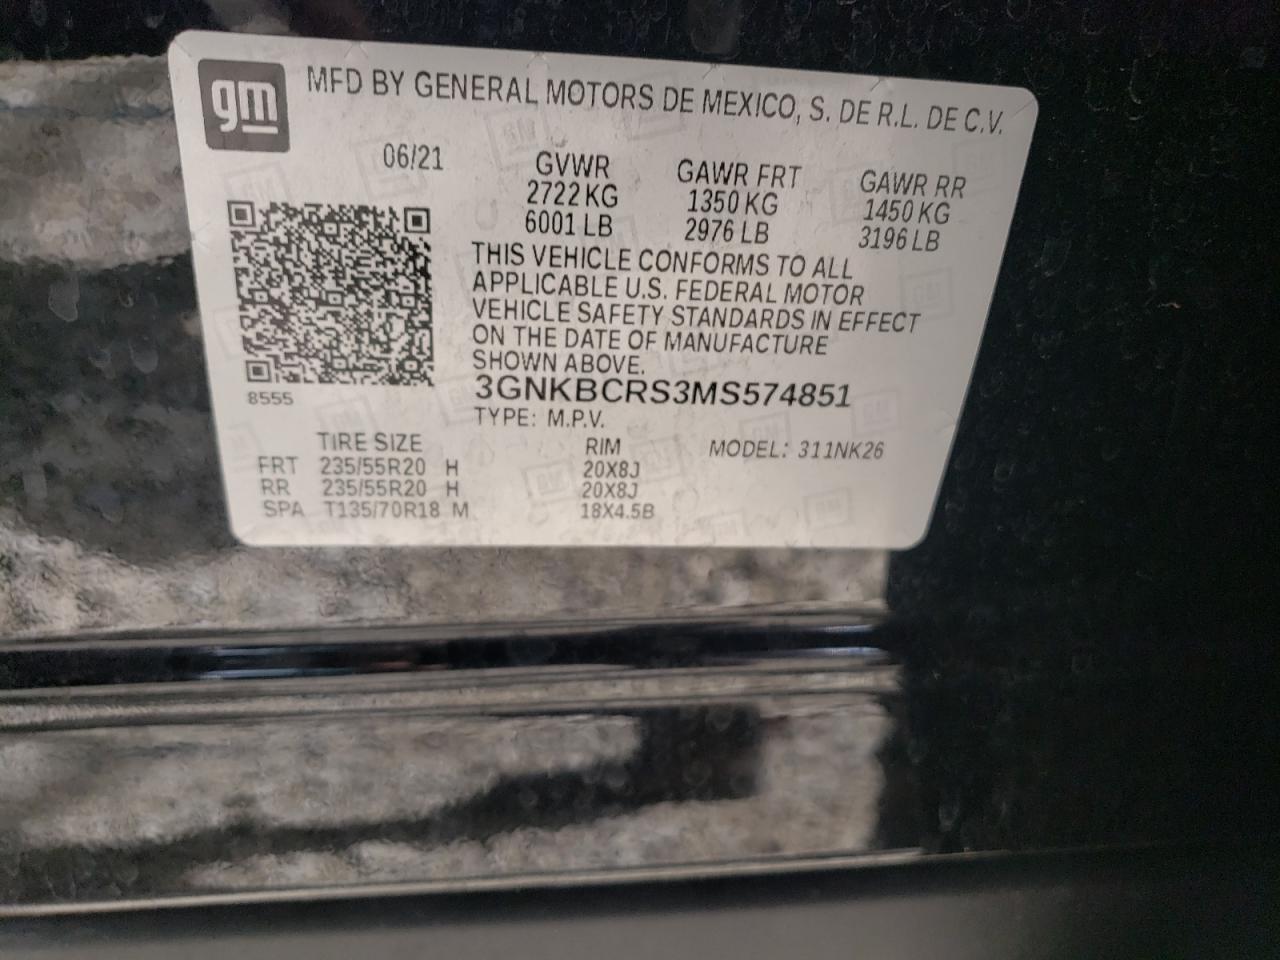 gm
MFD BY GENERAL MOTORS DE MEXICO, S. DE R.L. DE C.V.
06/21 GVWR GAWR FRT GAWR RR
2722 KG 1350 KG 1450 KG
6001 LB 2976 LB 3196 LB
THIS VEHICLE CONFORMS TO ALL
APPLICABLE U.S. FEDERAL MOTOR
VEHICLE SAFETY STANDARDS IN EFFECT
ON THE DATE OF MANUFACTURE
SHOWN ABOVE.
3GNKBCRS3MS574851
8555
TYPE: M.P.V.
TIRE SIZE RIM MODEL: 311NK26
FRT 235/55R20 H 20X8J
RR 235/55R20 H 20X8J
SPA T135/70R18 M 18X4.5B